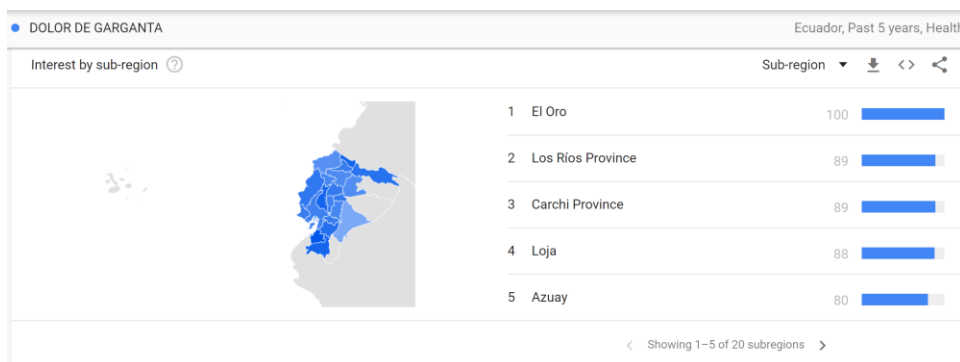 DOLOR DE GARGANTA
Ecuador, Past 5 years, Health
Interest by sub-region ?
Sub-region
1 El Oro 100
2 Los Ríos Province 89
3 Carchi Province 89
4 Loja 88
5 Azuay 80
Showing 1–5 of 20 subregions